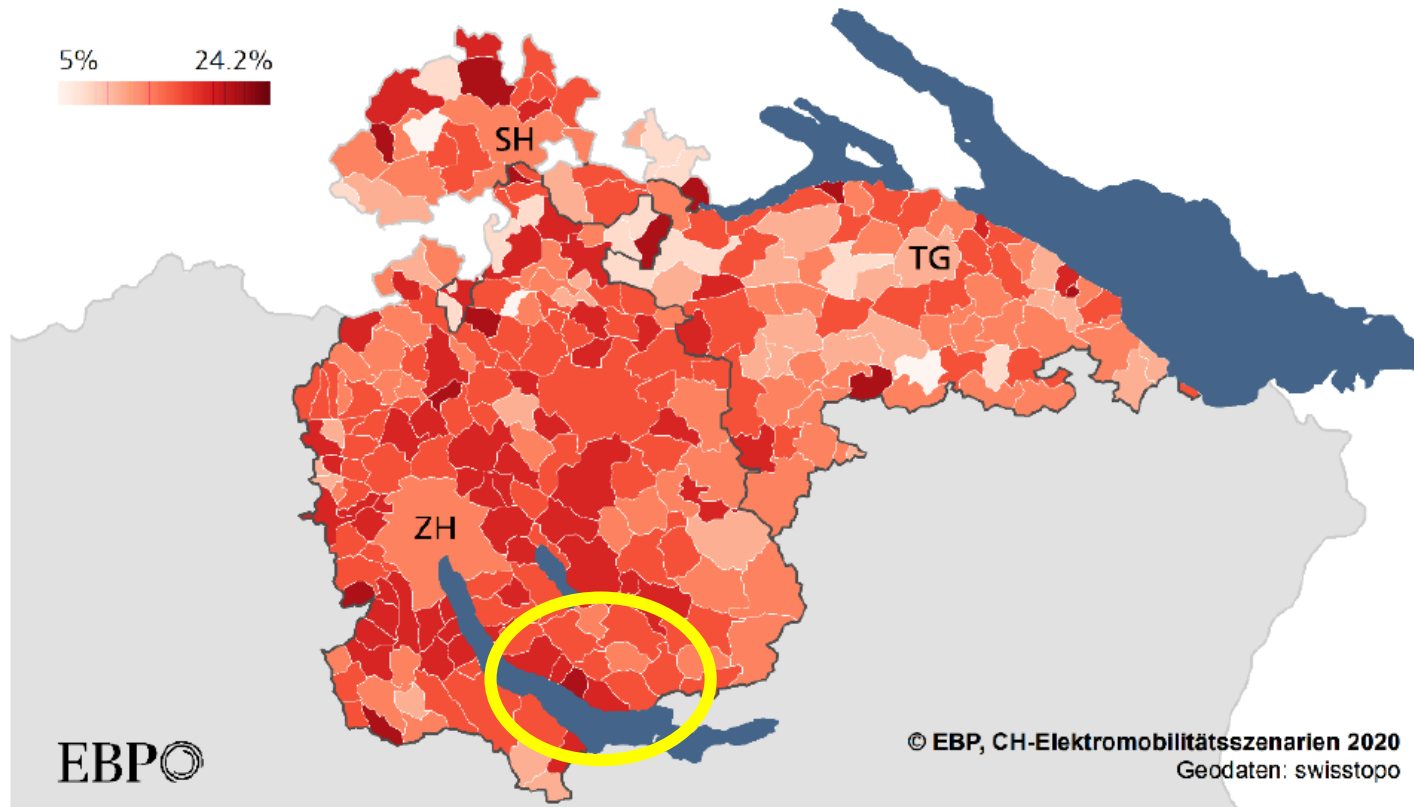 5% 24.2%
SH
TG
ZH
EBP
© EBP, CH-Elektromobilitätsszenarien 2020
Geodaten: swisstopo